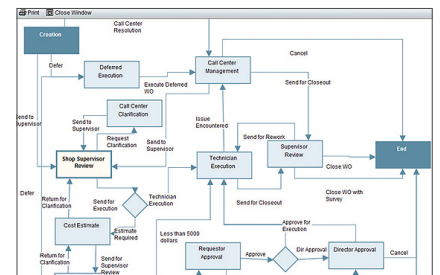 Print Close Window
Call Center
Resolution
Creation
Cancel
Defer
Deferred
Execution
Call Center
Management
Execute Deferred
WO
Send for Closeout
Call Center
Clarification
Send to
Supervisor
Send to
Supervisor
Issue
Encountered
Request
Clarification
Send to
Supervisor
Send for Rework
Stop Supervisor
Review
Technician
Execution
Supervisor
Review
End
Close WO
Defer
Return for
Clarification
Send for
Execution
Technician
Execution
Send for Closeout
Close WO with
Survey
Cost Estimate
Estimate
Required
Less than 5000
dollars
Approve for
Execution
Return for
Clarification
Send for
Supervisor
Review
Requestor
Approval
Approve
Dir Approval
Director Approval
Cancel